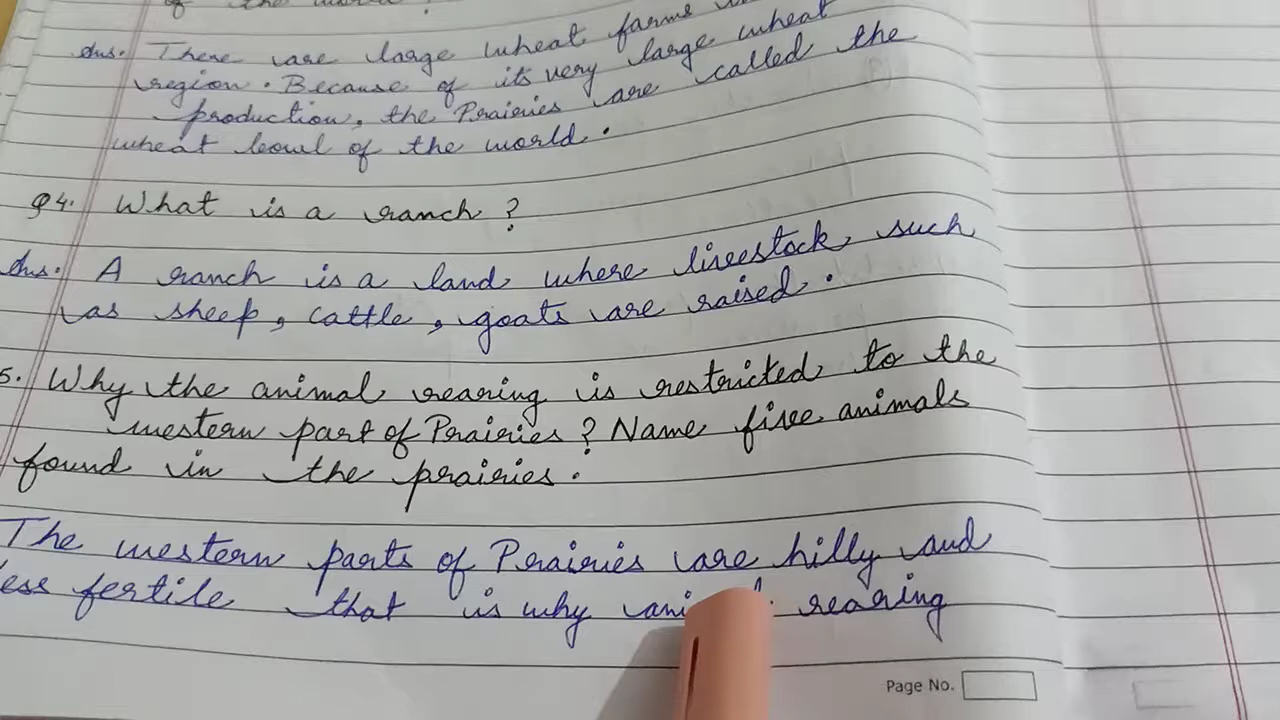 of the world ?
Ans. There are large wheat farms
region. Because of its very large wheat
production, the Prairies are called the
wheat bowl of the world.
Q4. What is a ranch ?
Ans. A ranch is a land where livestock such
as sheep, cattle, goats are raised.
5. Why the animal rearing is restricted to the
western part of Prairies ? Name five animals
found in the prairies.
The western parts of Prairies are hilly and
less fertile that is why rearing
Page No.